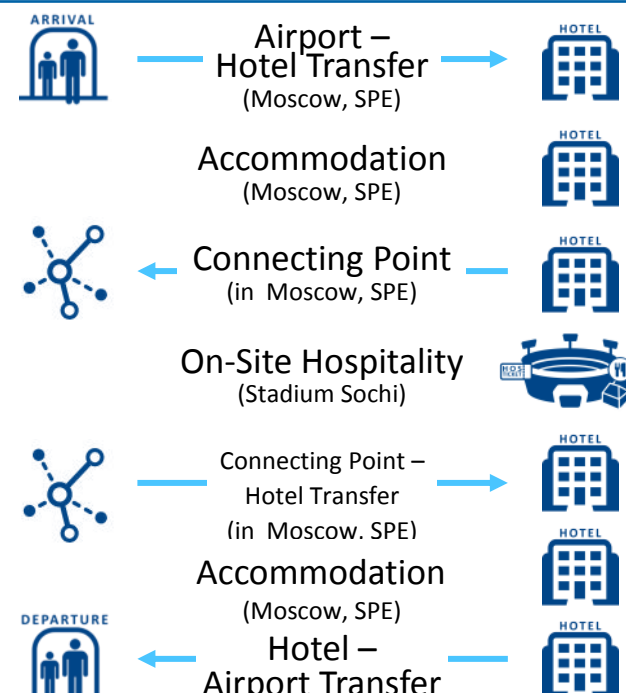 ARRIVAL
HOTEL
Airport –
Hotel Transfer
(Moscow, SPE)
HOTEL
Accommodation
(Moscow, SPE)
HOTEL
Connecting Point
(in Moscow, SPE)
On-Site Hospitality
(Stadium Sochi)
HOS
TICKET
HOTEL
Connecting Point –
Hotel Transfer
(in Moscow. SPE)
HOTEL
Accommodation
(Moscow, SPE)
DEPARTURE
HOTEL
Hotel –
Airport Transfer